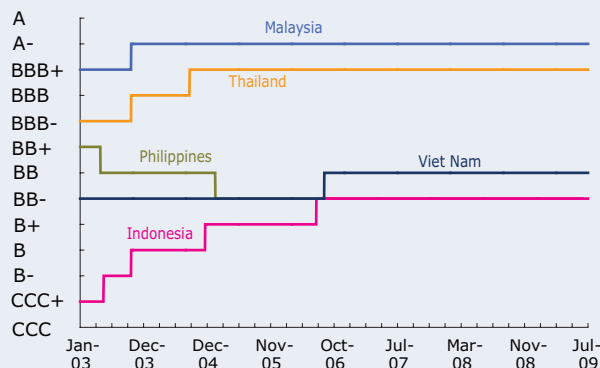 A
A-
BBB+
BBB
BBB-
BB+
BB
BB-
B+
B
B-
CCC+
CCC
Malaysia
Thailand
Philippines
Viet Nam
Indonesia
Jan- Dec- Dec- Nov- Oct- Jul- Mar- Nov- Jul-
03 03 04 05 06 07 08 08 09